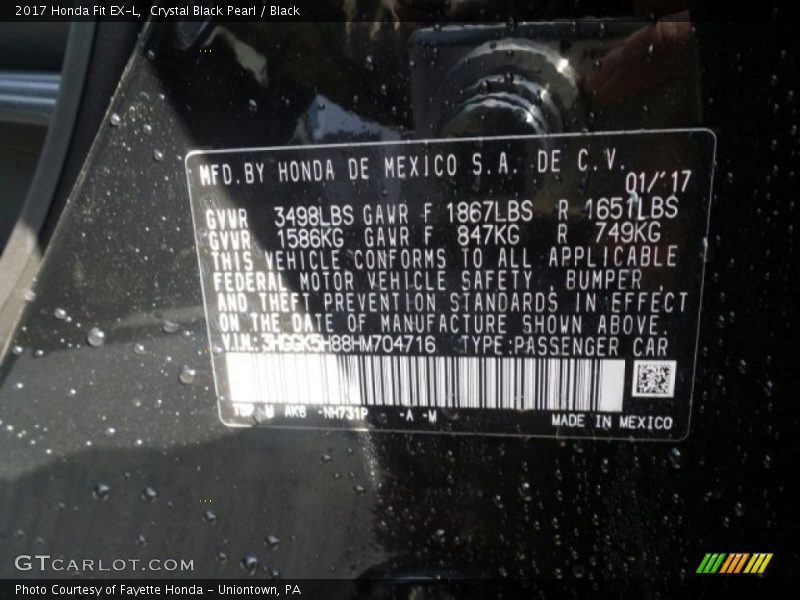 2017 Honda Fit EX-L, Crystal Black Pearl / Black
MFD.BY HONDA DE MEXICO S.A. DE C.V.
01/'17
GVWR 3498LBS GAWR F 1867LBS R 1651LBS
GVWR 1586KG GAWR F 847KG R 749KG
THIS VEHICLE CONFORMS TO ALL APPLICABLE
FEDERAL MOTOR VEHICLE SAFETY, BUMPER,
AND THEFT PREVENTION STANDARDS IN EFFECT
ON THE DATE OF MANUFACTURE SHOWN ABOVE.
V.I.N.:3HGGK5H88HM704716 TYPE:PASSENGER CAR
W AK6 -NH731P - -A -W
MADE IN MEXICO
GTCARLOT.COM
Photo Courtesy of Fayette Honda - Uniontown, PA